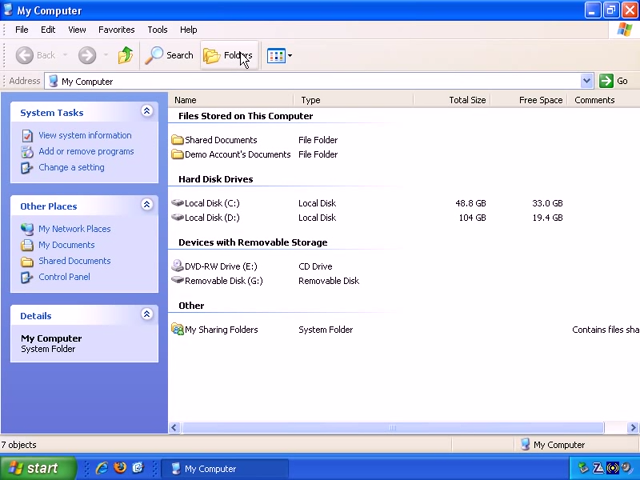 My Computer
File Edit View Favorites Tools Help
Back Search Folders
Address My Computer Go
System Tasks
View system information
Add or remove programs
Change a setting
Other Places
My Network Places
My Documents
Shared Documents
Control Panel
Details
My Computer
System Folder
Name Type Total Size Free Space Comments
Files Stored on This Computer
Shared Documents File Folder
Demo Account's Documents File Folder
Hard Disk Drives
Local Disk (C:) Local Disk 48.8 GB 33.0 GB
Local Disk (D:) Local Disk 104 GB 19.4 GB
Devices with Removable Storage
DVD-RW Drive (E:) CD Drive
Removable Disk (G:) Removable Disk
Other
My Sharing Folders System Folder Contains files sha
7 objects My Computer
start My Computer